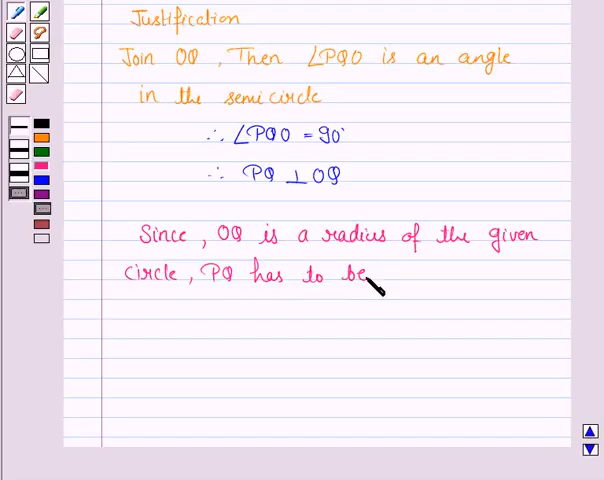 Justification
Join OQ, Then ∠PQO is an angle
in the semicircle
∴ ∠PQO = 90°
∴ PQ ⊥ OQ
Since, OQ is a radius of the given
circle, PQ has to be